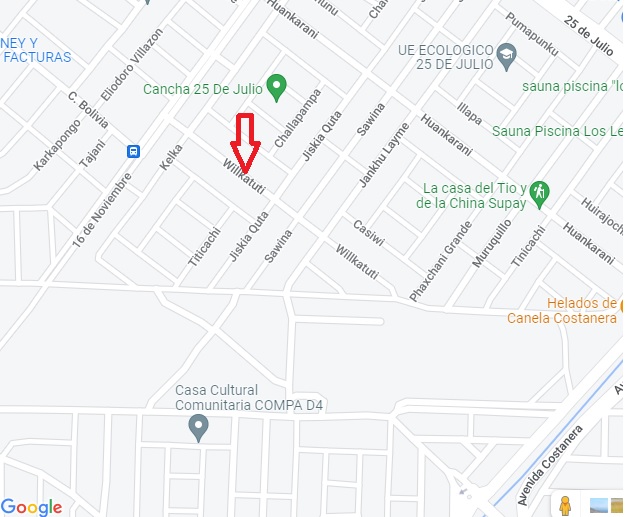 Huankarani
25 de Julio
Pumapunku
NEY Y
FACTURAS
Eliodoro Villazon
UE ECOLOGICO
25 DE JULIO
Cancha 25 De Julio
sauna piscina "lo
C. Bolivia
Challapampa
Illapa
Sawina
Jiskia Quta
Huankarani
Sauna Piscina Los Le
Karkapongo
Tajani
Kelka
Willkatuti
Jankhu Layme
La casa del Tio y
de la China Supay
16 de Noviembre
Titicachi
Jiskia Quta
Sawina
Casiwi
Willkatuti
Phaxchani Grande
Muruquillo
Tinicachi
Huirajoch
Huankarani
Helados de
Canela Costanera
Casa Cultural
Comunitaria COMPA D4
Av
Avenida Costanera
Google